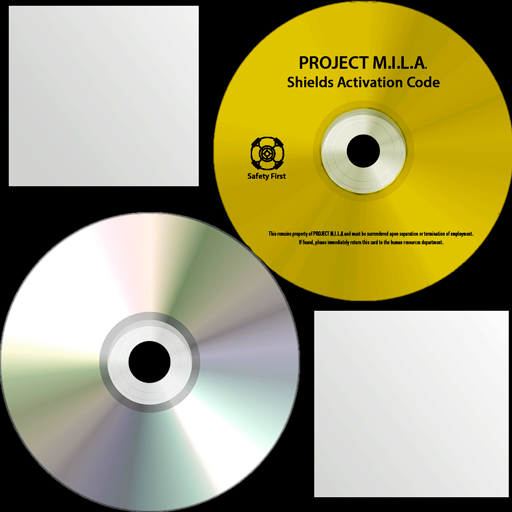 PROJECT M.I.L.A.
Shields Activation Code
Safety First
This remains property of PROJECT M.I.L.A and must be surrendered upon separation or termination of employment.
If found, please immediately return this card to the human resources department.